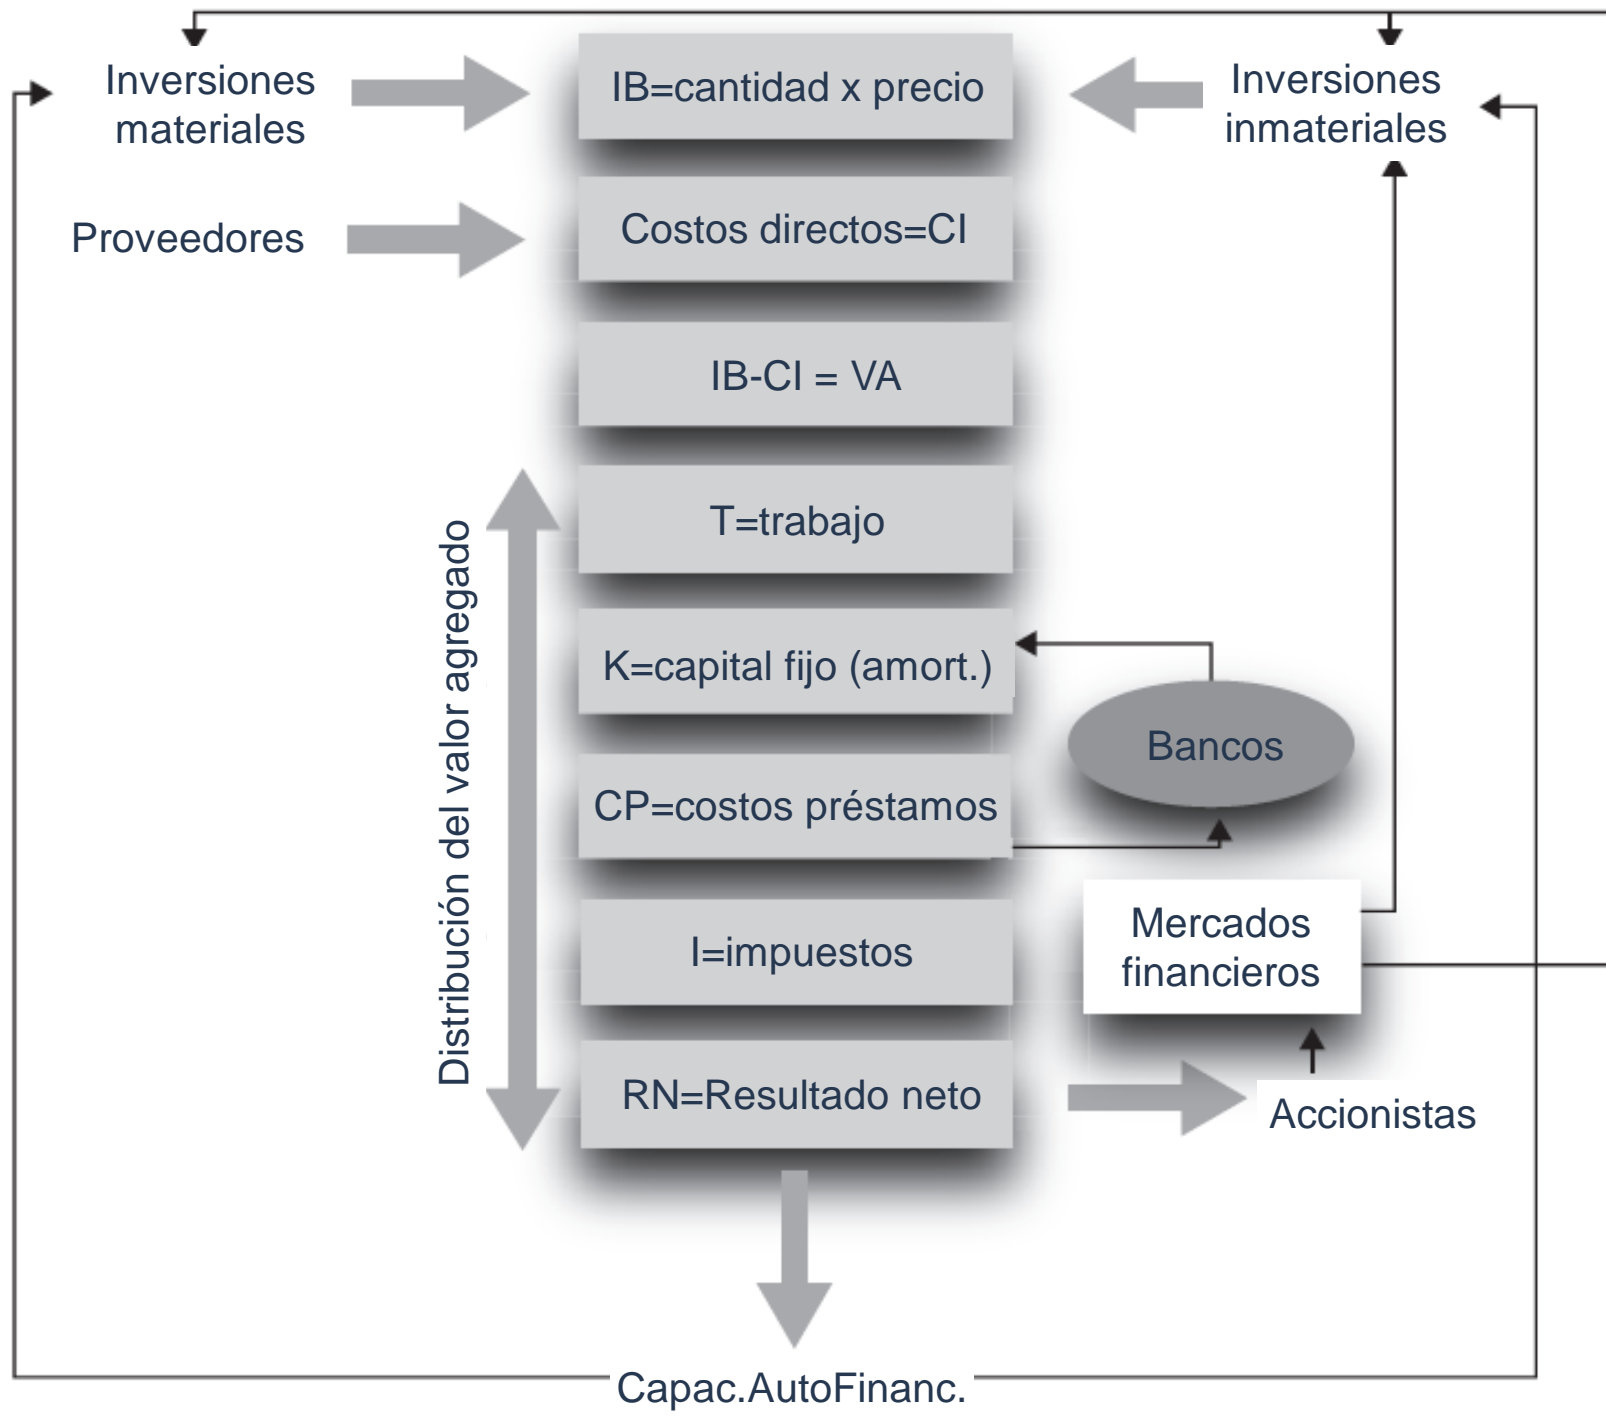 Inversiones
materiales
IB=cantidad x precio
Inversiones
inmateriales
Proveedores
Costos directos=CI
IB-CI = VA
Distribución del valor agregado
T=trabajo
K=capital fijo (amort.)
Bancos
CP=costos préstamos
I=impuestos
Mercados
financieros
RN=Resultado neto
Accionistas
Capac.AutoFinanc.